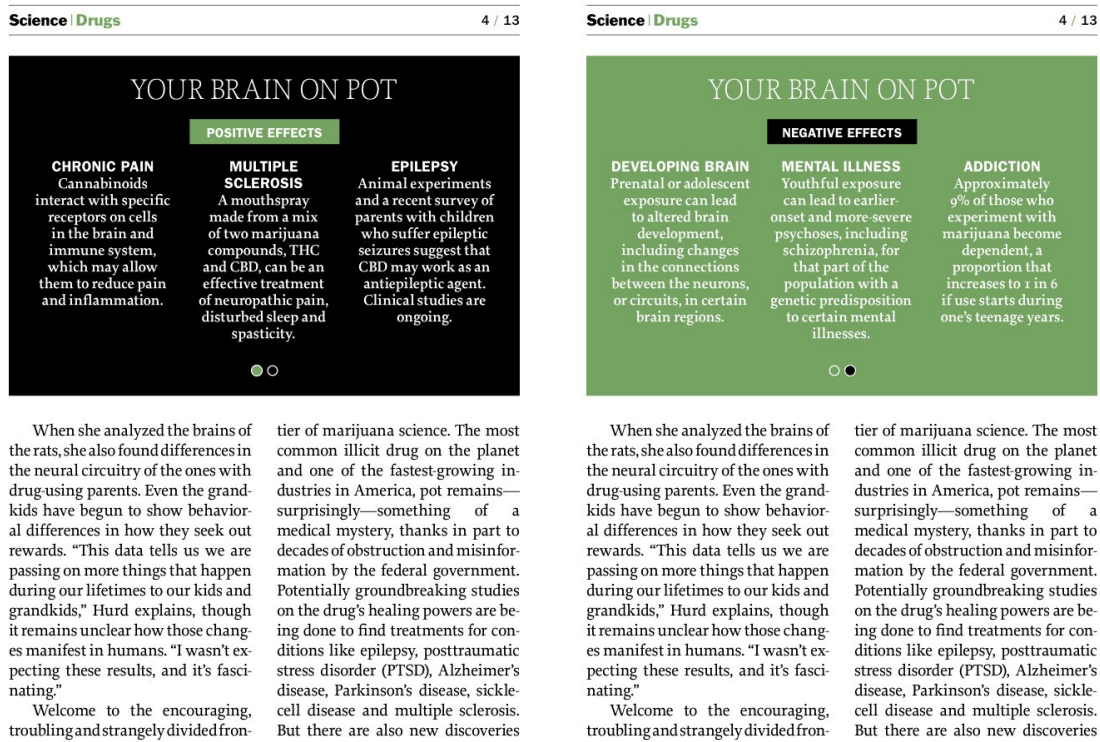 Science | Drugs
4 / 13
YOUR BRAIN ON POT
POSITIVE EFFECTS
CHRONIC PAIN
Cannabinoids
interact with specific
receptors on cells
in the brain and
immune system,
which may allow
them to reduce pain
and inflammation.
MULTIPLE
SCLEROSIS
A mouthspray
made from a mix
of two marijuana
compounds, THC
and CBD, can be an
effective treatment
of neuropathic pain,
disturbed sleep and
spasticity.
EPILEPSY
Animal experiments
and a recent survey of
parents with children
who suffer epileptic
seizures suggest that
CBD may work as an
antiepileptic agent.
Clinical studies are
ongoing.
When she analyzed the brains of
the rats, she also found differences in
the neural circuitry of the ones with
drug-using parents. Even the grand-
kids have begun to show behavior-
al differences in how they seek out
rewards. “This data tells us we are
passing on more things that happen
during our lifetimes to our kids and
grandkids,” Hurd explains, though
it remains unclear how those chang-
es manifest in humans. “I wasn’t ex-
pecting these results, and it’s fasci-
nating.”
Welcome to the encouraging,
troubling and strangely divided fron-
tier of marijuana science. The most
common illicit drug on the planet
and one of the fastest-growing in-
dustries in America, pot remains—
surprisingly—something of a
medical mystery, thanks in part to
decades of obstruction and misinfor-
mation by the federal government.
Potentially groundbreaking studies
on the drug’s healing powers are be-
ing done to find treatments for con-
ditions like epilepsy, posttraumatic
stress disorder (PTSD), Alzheimer’s
disease, Parkinson’s disease, sickle-
cell disease and multiple sclerosis.
But there are also new discoveries
Science | Drugs
4 / 13
YOUR BRAIN ON POT
NEGATIVE EFFECTS
DEVELOPING BRAIN
Prenatal or adolescent
exposure can lead
to altered brain
development,
including changes
in the connections
between the neurons,
or circuits, in certain
brain regions.
MENTAL ILLNESS
Youthful exposure
can lead to earlier-
onset and more-severe
psychoses, including
schizophrenia, for
that part of the
population with a
genetic predisposition
to certain mental
illnesses.
ADDICTION
Approximately
9% of those who
experiment with
marijuana become
dependent, a
proportion that
increases to 1 in 6
if use starts during
one’s teenage years.
When she analyzed the brains of
the rats, she also found differences in
the neural circuitry of the ones with
drug-using parents. Even the grand-
kids have begun to show behavior-
al differences in how they seek out
rewards. “This data tells us we are
passing on more things that happen
during our lifetimes to our kids and
grandkids,” Hurd explains, though
it remains unclear how those chang-
es manifest in humans. “I wasn’t ex-
pecting these results, and it’s fasci-
nating.”
Welcome to the encouraging,
troubling and strangely divided fron-
tier of marijuana science. The most
common illicit drug on the planet
and one of the fastest-growing in-
dustries in America, pot remains—
surprisingly—something of a
medical mystery, thanks in part to
decades of obstruction and misinfor-
mation by the federal government.
Potentially groundbreaking studies
on the drug’s healing powers are be-
ing done to find treatments for con-
ditions like epilepsy, posttraumatic
stress disorder (PTSD), Alzheimer’s
disease, Parkinson’s disease, sickle-
cell disease and multiple sclerosis.
But there are also new discoveries